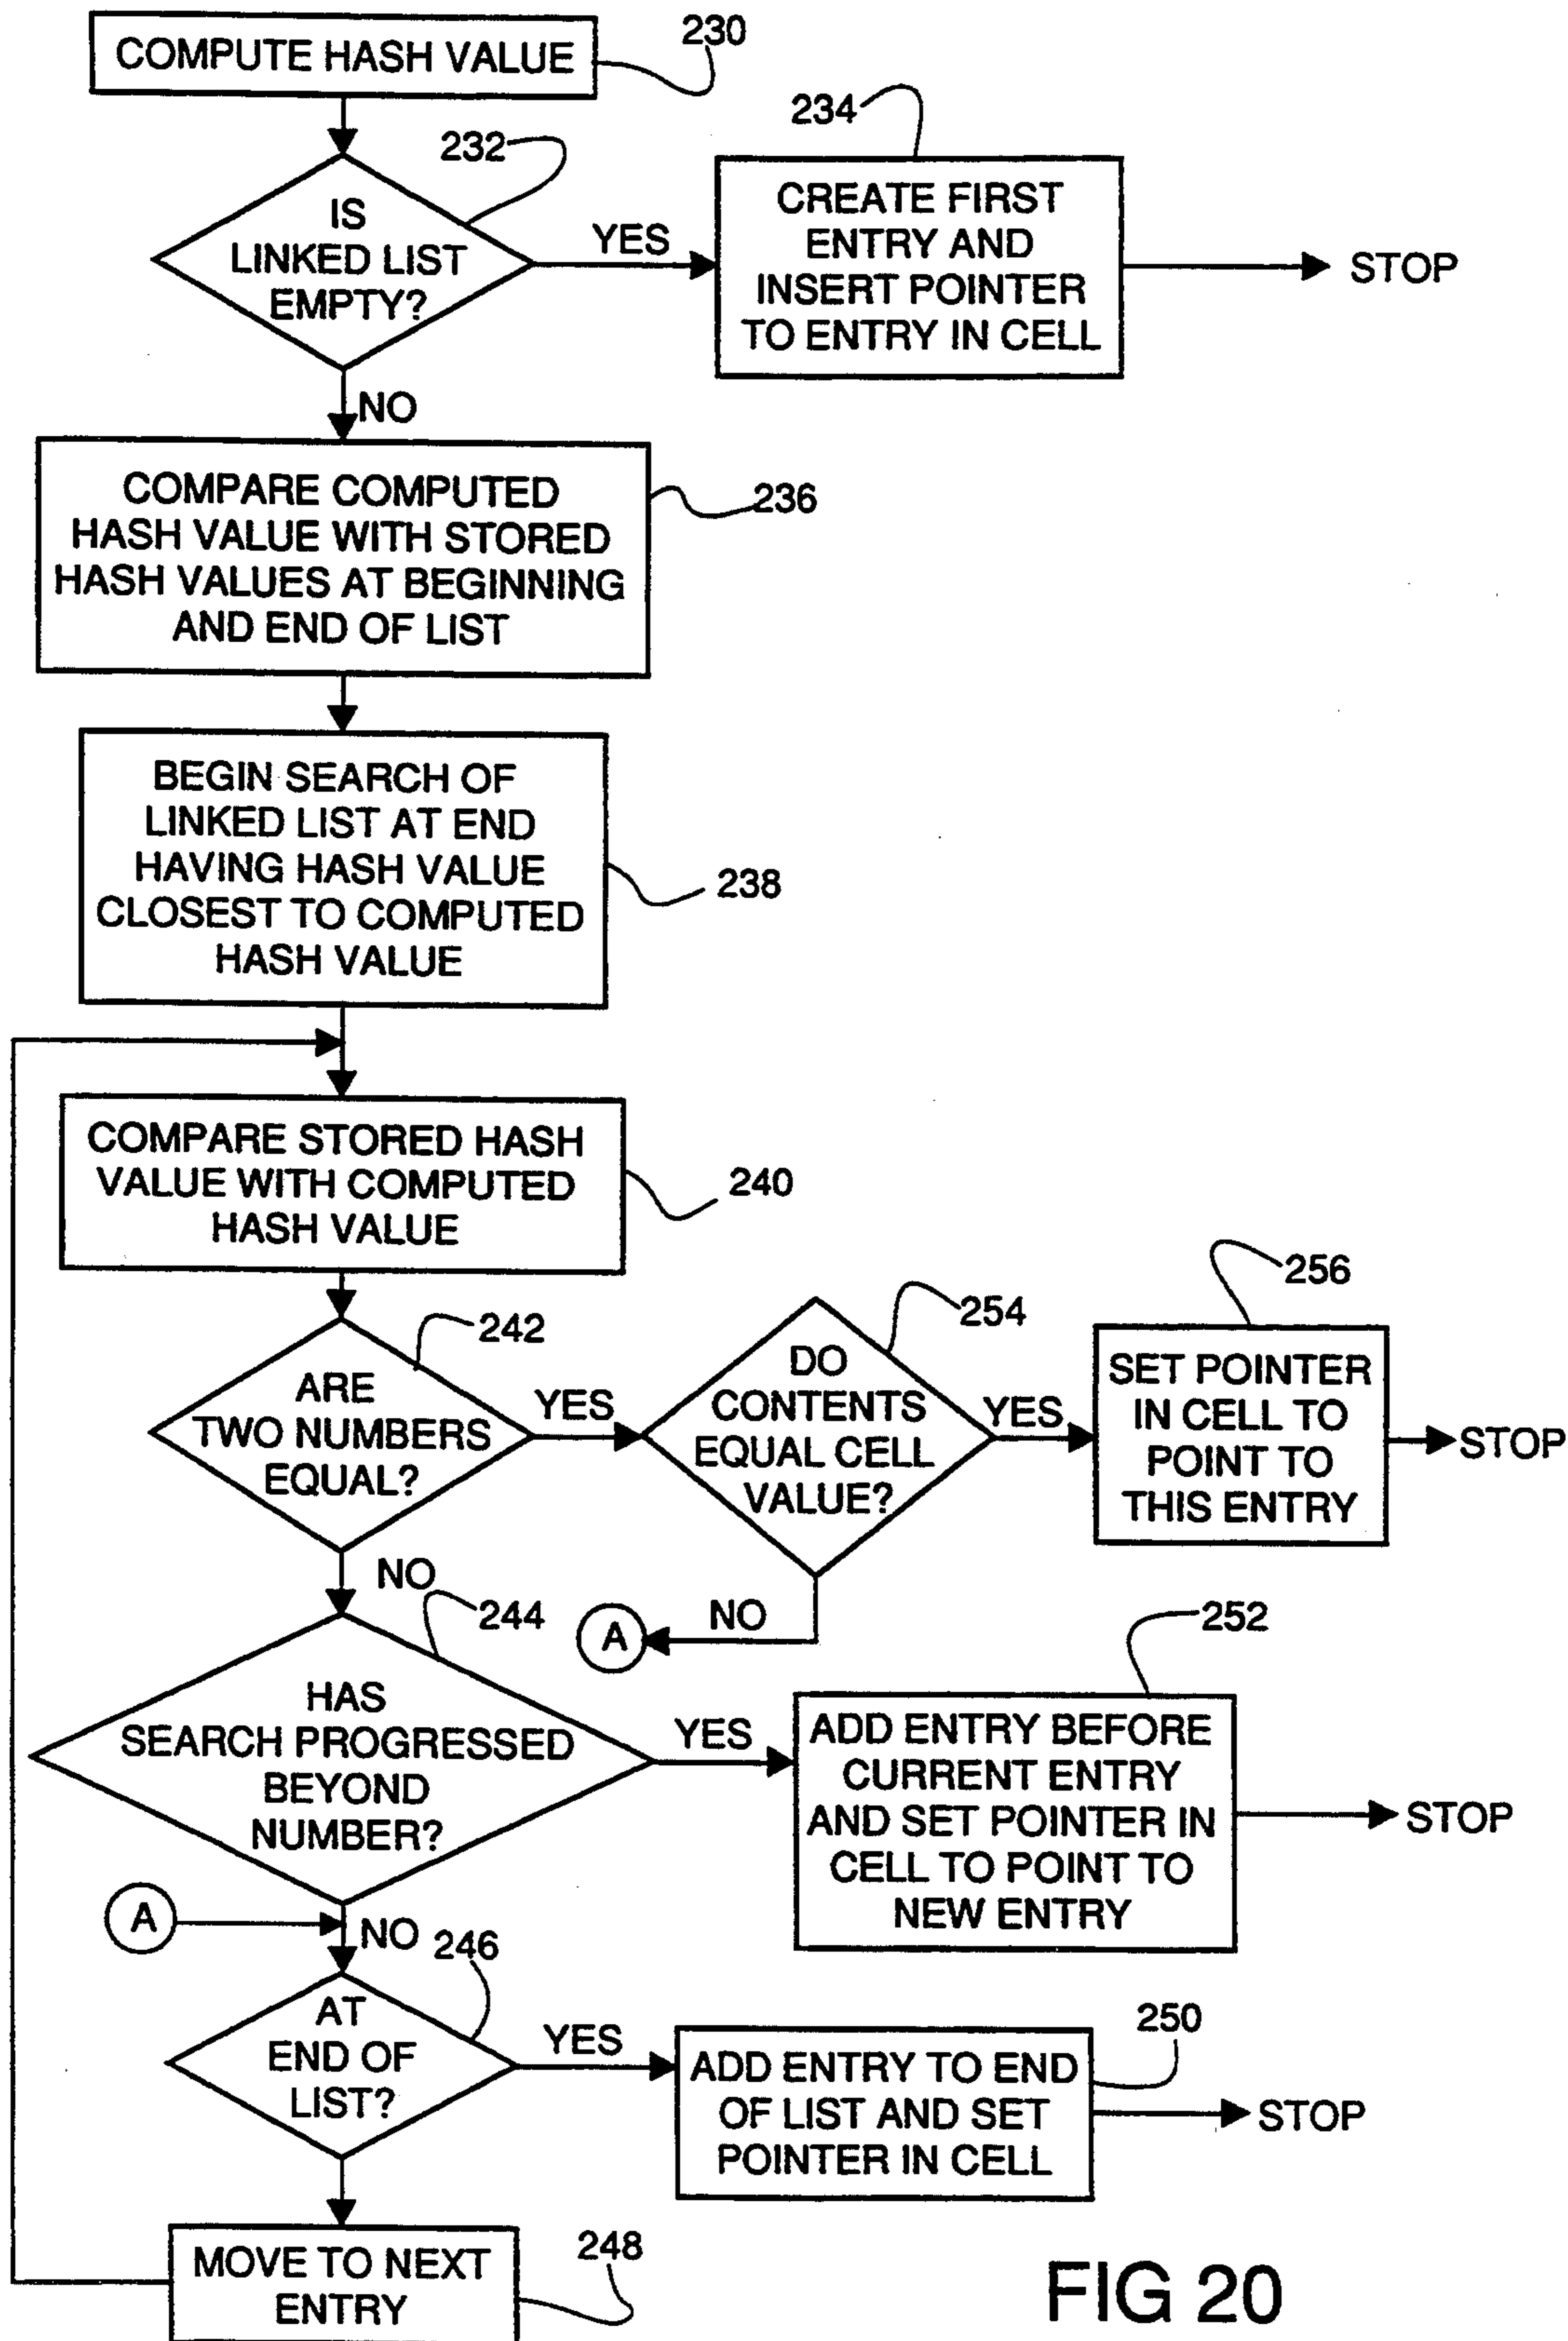 COMPUTE HASH VALUE
230
232
IS
LINKED LIST
EMPTY?
YES
234
CREATE FIRST
ENTRY AND
INSERT POINTER
TO ENTRY IN CELL
STOP
NO
COMPARE COMPUTED
HASH VALUE WITH STORED
HASH VALUES AT BEGINNING
AND END OF LIST
236
BEGIN SEARCH OF
LINKED LIST AT END
HAVING HASH VALUE
CLOSEST TO COMPUTED
HASH VALUE
238
COMPARE STORED HASH
VALUE WITH COMPUTED
HASH VALUE
240
242
ARE
TWO NUMBERS
EQUAL?
YES
254
DO
CONTENTS
EQUAL CELL
VALUE?
YES
256
SET POINTER
IN CELL TO
POINT TO
THIS ENTRY
STOP
NO
A
NO
244
HAS
SEARCH PROGRESSED
BEYOND
NUMBER?
YES
252
ADD ENTRY BEFORE
CURRENT ENTRY
AND SET POINTER IN
CELL TO POINT TO
NEW ENTRY
STOP
A
NO
246
AT
END OF
LIST?
YES
250
ADD ENTRY TO END
OF LIST AND SET
POINTER IN CELL
STOP
MOVE TO NEXT
ENTRY
248
FIG 20